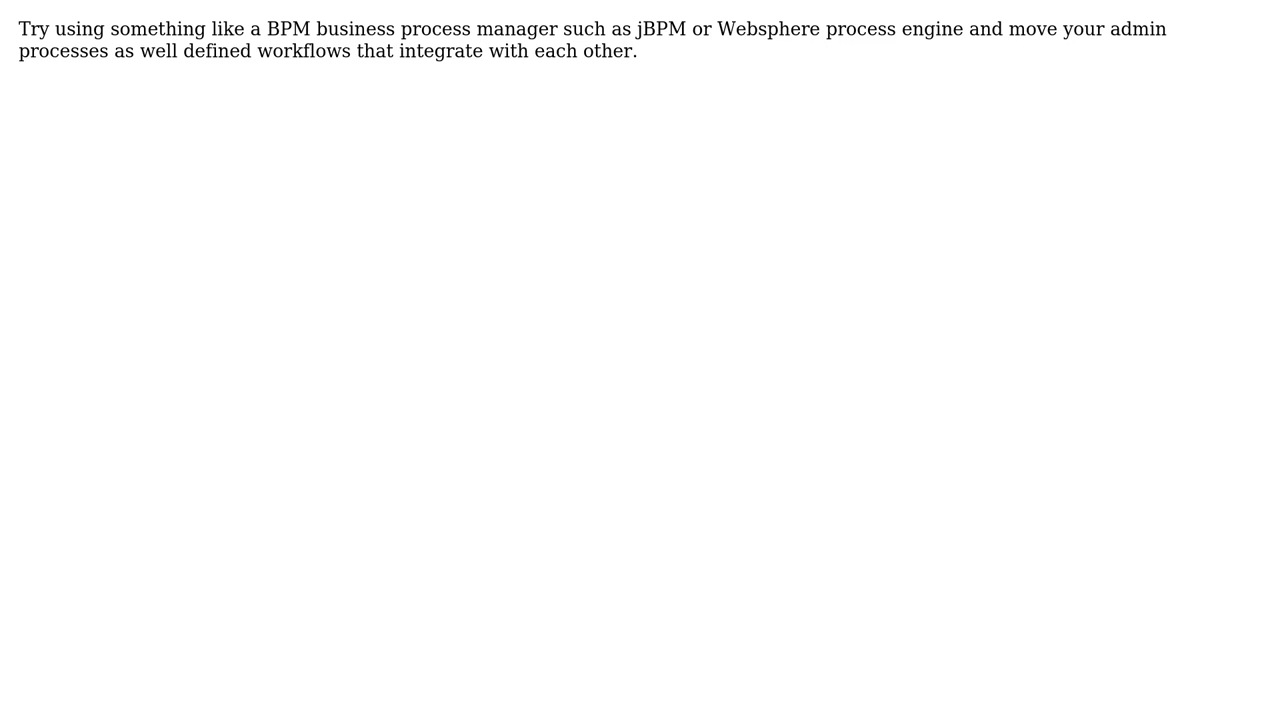 Try using something like a BPM business process manager such as jBPM or Websphere process engine and move your admin
processes as well defined workflows that integrate with each other.